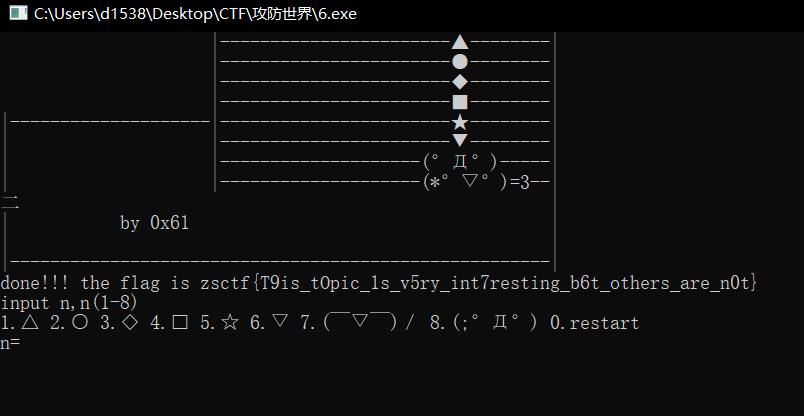 C:\Users\d1538\Desktop\CTF\攻防世界\6.exe
|-----------------------▲--------|
|-----------------------●--------|
|-----------------------◆--------|
|-----------------------■--------|
|--------------------|-----------------------★--------|
|-----------------------▼--------|
|--------------------(°Д°)-----|
|--------------------(*°▽°)=3--|
二
by 0x61
|------------------------------------------------------|
done!!! the flag is zsctf{T9is_tOpic_1s_v5ry_int7resting_b6t_others_are_n0t}
input n,n(1-8)
1.△ 2.○ 3.◇ 4.□ 5.☆ 6.▽ 7.(￣▽￣)/ 8.(;°Д°) 0.restart
n=